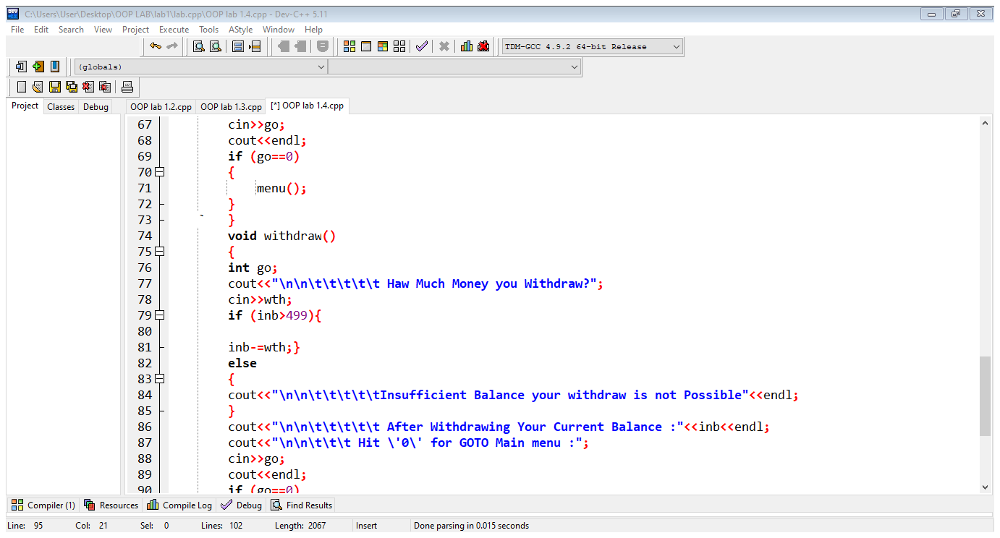 C:\Users\User\Desktop\OOP LAB\lab1\lab.cpp\OOP lab 1.4.cpp - Dev-C++ 5.11
File Edit Search View Project Execute Tools AStyle Window Help
TDM-GCC 4.9.2 64-bit Release
(globals)
Project Classes Debug OOP lab 1.2.cpp OOP lab 1.3.cpp [*] OOP lab 1.4.cpp
67 cin>>go;
68 cout<<endl;
69 if (go==0)
70 {
71 menu();
72 }
73 ` }
74 void withdraw()
75 {
76 int go;
77 cout<<"\n\n\t\t\t\t\t Haw Much Money you Withdraw?";
78 cin>>wth;
79 if (inb>499){
80
81 inb-=wth;}
82 else
83 {
84 cout<<"\n\n\t\t\t\t\tInsufficient Balance your withdraw is not Possible"<<endl;
85 }
86 cout<<"\n\n\t\t\t\t\t After Withdrawing Your Current Balance :"<<inb<<endl;
87 cout<<"\n\n\t\t\t Hit \'0\' for GOTO Main menu :";
88 cin>>go;
89 cout<<endl;
90 if (go==0)
Compiler (1) Resources Compile Log Debug Find Results
Line: 95 Col: 21 Sel: 0 Lines: 102 Length: 2067 Insert Done parsing in 0.015 seconds